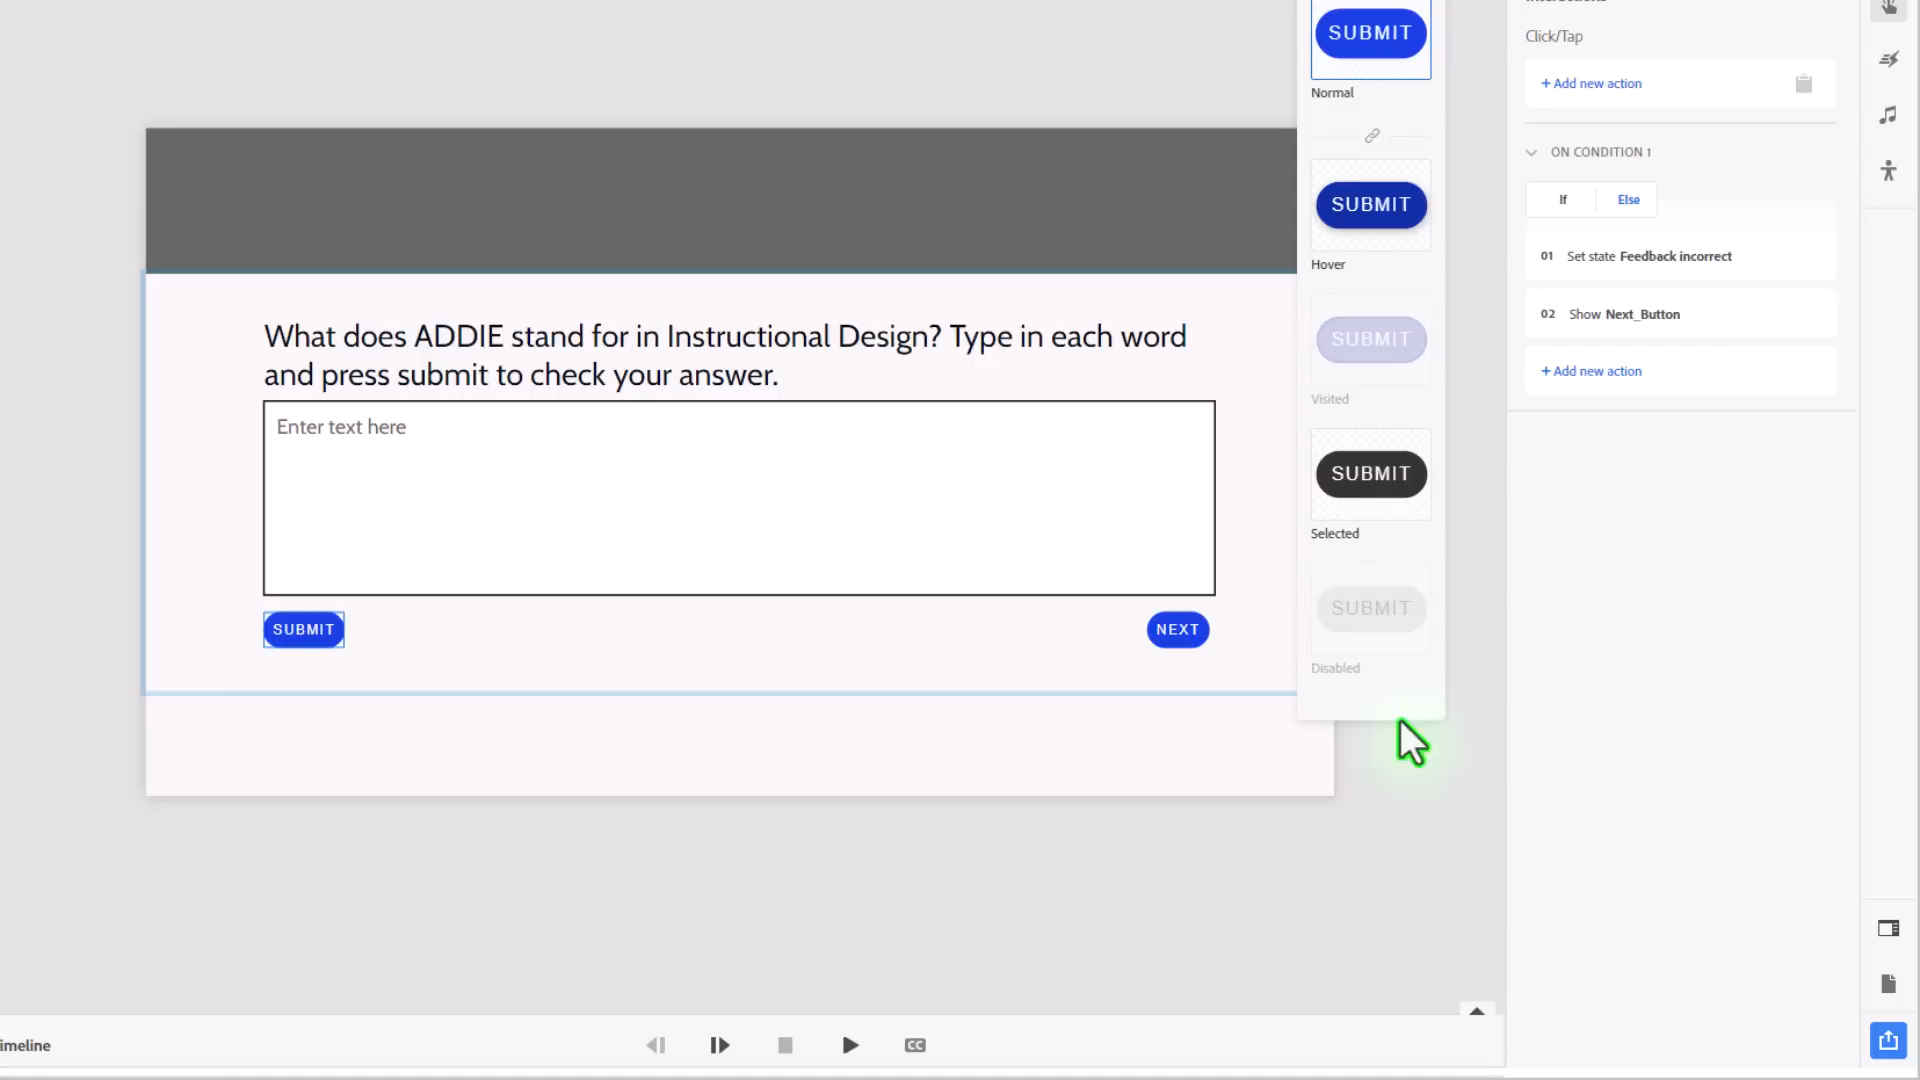 What does ADDIE stand for in Instructional Design? Type in each word
and press submit to check your answer.
Enter text here
SUBMIT
NEXT
SUBMIT
Normal
SUBMIT
Hover
SUBMIT
Visited
SUBMIT
Selected
SUBMIT
Disabled
Click/Tap
+ Add new action
ON CONDITION 1
If
Else
01 Set state Feedback incorrect
02 Show Next_Button
+ Add new action
imeline
CC